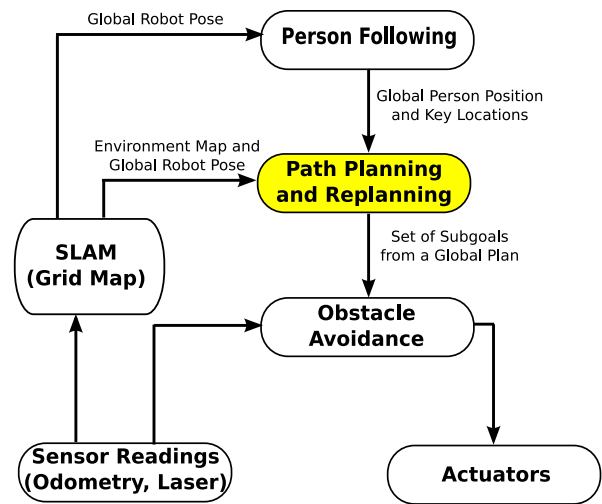 Global Robot Pose
Person Following
Global Person Position
and Key Locations
Environment Map and
Global Robot Pose
Path Planning
and Replanning
SLAM
(Grid Map)
Set of Subgoals
from a Global Plan
Obstacle
Avoidance
Sensor Readings
(Odometry, Laser)
Actuators